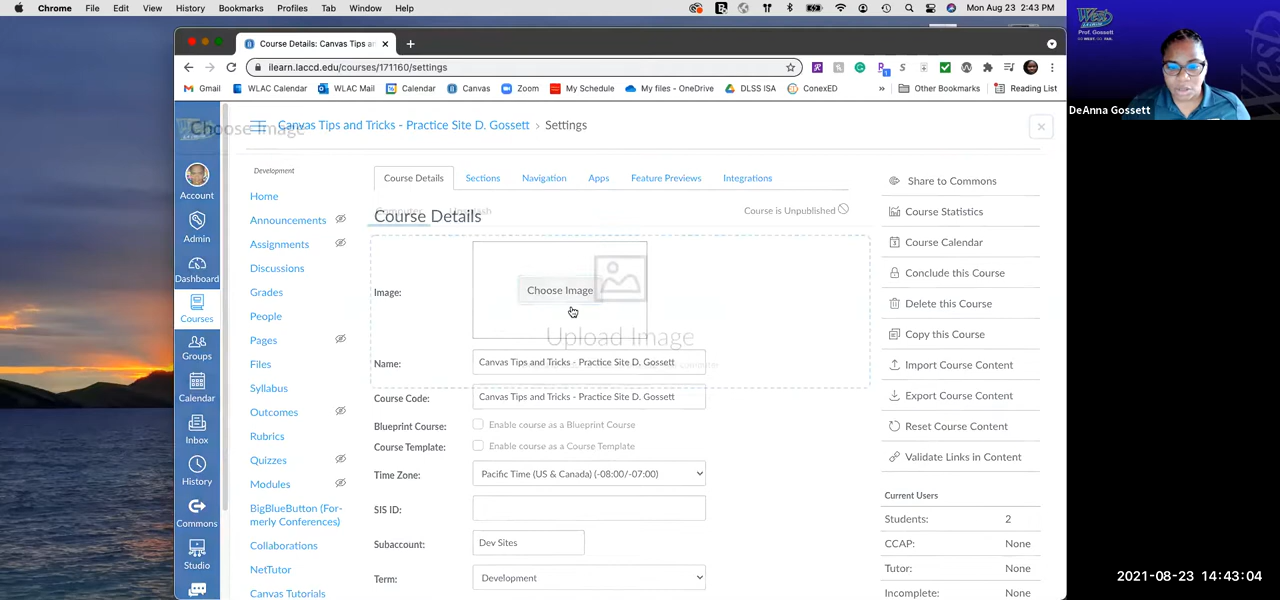 Chrome File Edit View History Bookmarks Profiles Tab Window Help Mon Aug 23 2:43 PM
West
Prof. Gossett
DeAnna Gossett
Course Details: Canvas Tips an
ilearn.laccd.edu/courses/171160/settings
Gmail WLAC Calendar WLAC Mail Calendar Canvas Zoom My Schedule My files - OneDrive DLSS ISA ConexED » Other Bookmarks Reading List
Choose Image
Canvas Tips and Tricks - Practice Site D. Gossett > Settings
Account
Admin
Dashboard
Courses
Groups
Calendar
Inbox
History
Commons
Studio
Development
Home
Announcements
Assignments
Discussions
Grades
People
Pages
Files
Syllabus
Outcomes
Rubrics
Quizzes
Modules
BigBlueButton (For-
merly Conferences)
Collaborations
NetTutor
Canvas Tutorials
Course Details Sections Navigation Apps Feature Previews Integrations
Computer Unsplash
Course Details Course is Unpublished
Image: Choose Image
Upload Image
Name: Canvas Tips and Tricks - Practice Site D. Gossett
Course Code: Canvas Tips and Tricks - Practice Site D. Gossett
Blueprint Course: Enable course as a Blueprint Course
Course Template: Enable course as a Course Template
Time Zone: Pacific Time (US & Canada) (-08:00/-07:00)
SIS ID:
Subaccount: Dev Sites
Term: Development
Share to Commons
Course Statistics
Course Calendar
Conclude this Course
Delete this Course
Copy this Course
Import Course Content
Export Course Content
Reset Course Content
Validate Links in Content
Current Users
Students: 2
CCAP: None
Tutor: None
Incomplete: None
2021-08-23 14:43:04